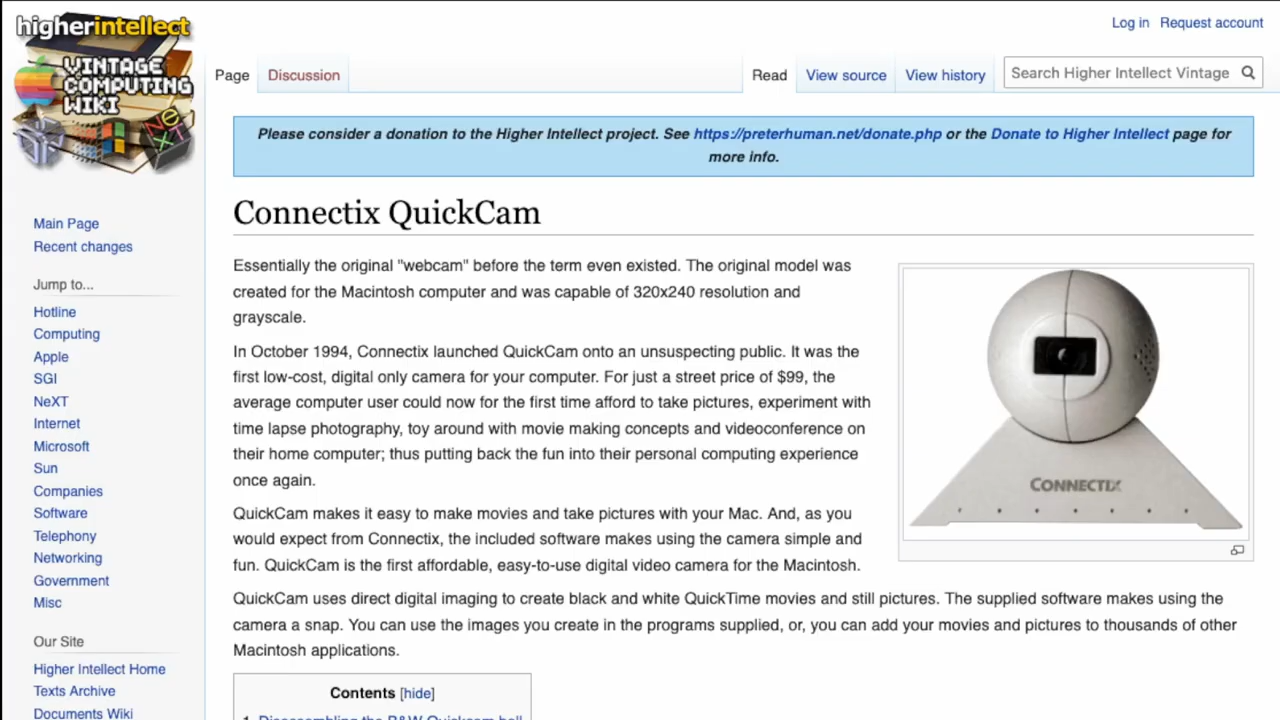 higherintellect
VINTAGE
COMPUTING
WIKI
Log in Request account
Page Discussion
Read View source View history Search Higher Intellect Vintage
Please consider a donation to the Higher Intellect project. See https://preterhuman.net/donate.php or the Donate to Higher Intellect page for
more info.
Main Page
Recent changes
Jump to...
Hotline
Computing
Apple
SGI
NeXT
Internet
Microsoft
Sun
Companies
Software
Telephony
Networking
Government
Misc
Our Site
Higher Intellect Home
Texts Archive
Documents Wiki
Connectix QuickCam
Essentially the original "webcam" before the term even existed. The original model was
created for the Macintosh computer and was capable of 320x240 resolution and
grayscale.
In October 1994, Connectix launched QuickCam onto an unsuspecting public. It was the
first low-cost, digital only camera for your computer. For just a street price of $99, the
average computer user could now for the first time afford to take pictures, experiment with
time lapse photography, toy around with movie making concepts and videoconference on
their home computer; thus putting back the fun into their personal computing experience
once again.
QuickCam makes it easy to make movies and take pictures with your Mac. And, as you
would expect from Connectix, the included software makes using the camera simple and
fun. QuickCam is the first affordable, easy-to-use digital video camera for the Macintosh.
CONNECTIX
QuickCam uses direct digital imaging to create black and white QuickTime movies and still pictures. The supplied software makes using the
camera a snap. You can use the images you create in the programs supplied, or, you can add your movies and pictures to thousands of other
Macintosh applications.
Contents [hide]
1 Disassembling the B&W Quickcam ball